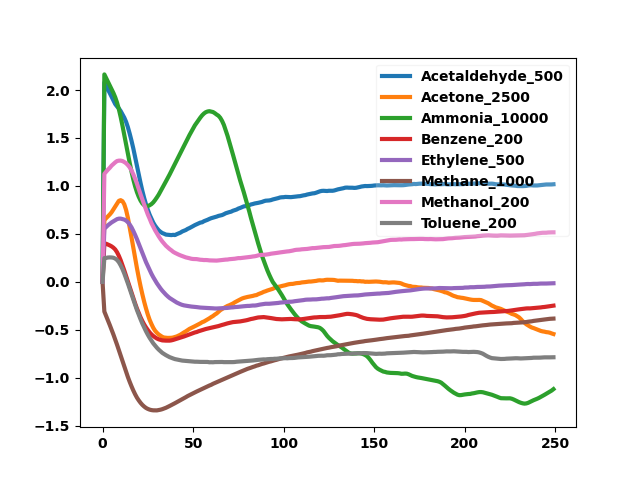 2.0
1.5
1.0
0.5
0.0
−0.5
−1.0
−1.5
0
50
100
150
200
250
Acetaldehyde_500
Acetone_2500
Ammonia_10000
Benzene_200
Ethylene_500
Methane_1000
Methanol_200
Toluene_200